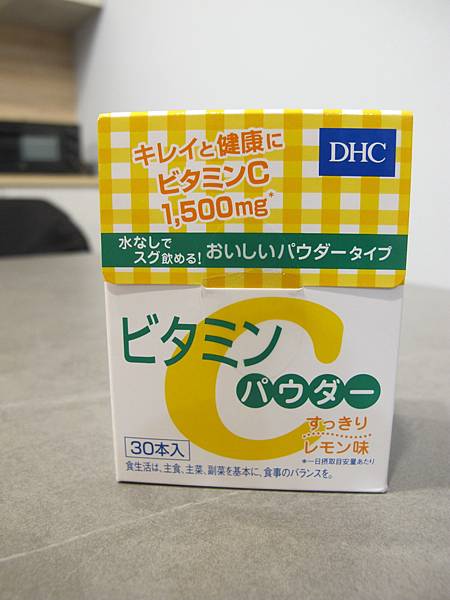 キレイと健康に
DHC
ビタミンC
1,500mg*
水なしで
スグ飲める!
おいしいパウダータイプ
ビタミン
C
パウダー
すっきり
レモン味
*一日摂取目安量あたり
30本入
食生活は、主食、主菜、副菜を基本に、食事のバランスを。